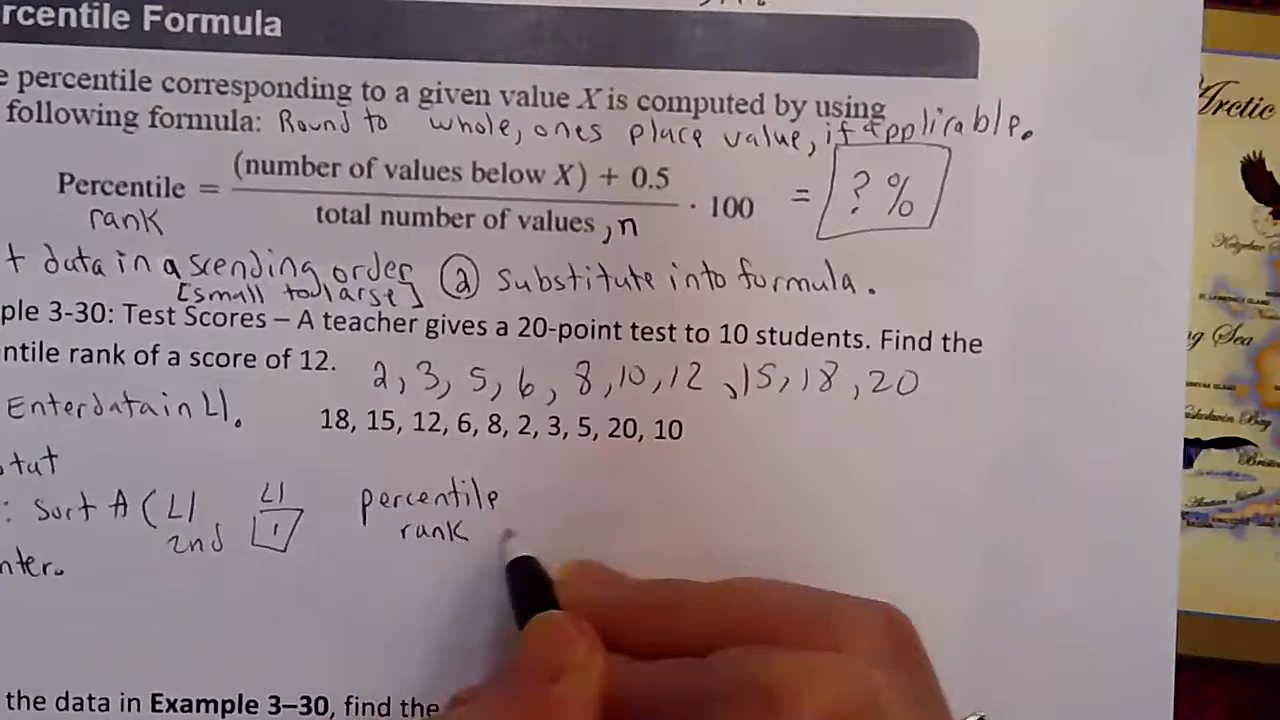 rcentile Formula
e percentile corresponding to a given value X is computed by using
following formula: Round to whole, ones place value, if applicable.
Percentile = (number of values below X) + 0.5 / total number of values, n · 100 = ? %
rank
t data in ascending order ② substitute into formula.
[small to large]
ple 3-30: Test Scores – A teacher gives a 20-point test to 10 students. Find the
ntile rank of a score of 12.
2, 3, 5, 6, 8, 10, 12, 15, 18, 20
Enter data in L1.
18, 15, 12, 6, 8, 2, 3, 5, 20, 10
tat
: Sort A ( L1
2nd
L1
1
percentile
rank
nter.
the data in Example 3–30, find the
Arctic
g Sea